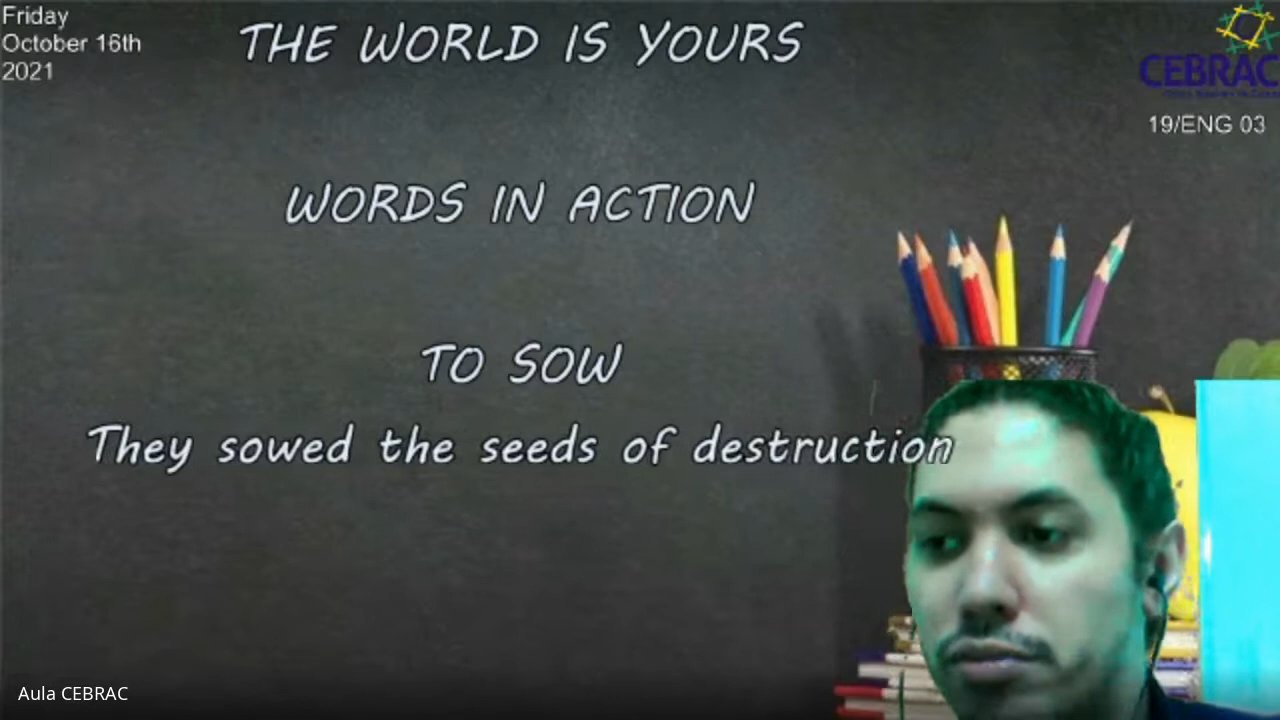 Friday
October 16th
2021
THE WORLD IS YOURS
CEBRAC
19/ENG 03
WORDS IN ACTION
TO SOW
They sowed the seeds of destruction
Aula CEBRAC